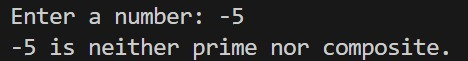 Enter a number: -5
-5 is neither prime nor composite.